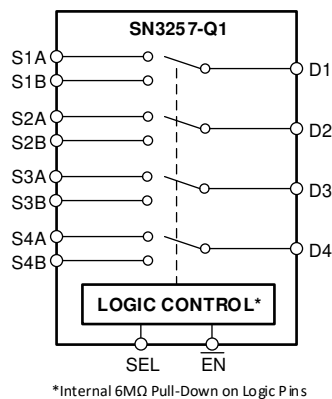 SN3257-Q1
S1A
S1B
D1
S2A
S2B
D2
S3A
S3B
D3
S4A
S4B
D4
LOGIC CONTROL*
SEL
E̅N̅
*Internal 6MΩ Pull-Down on Logic Pins